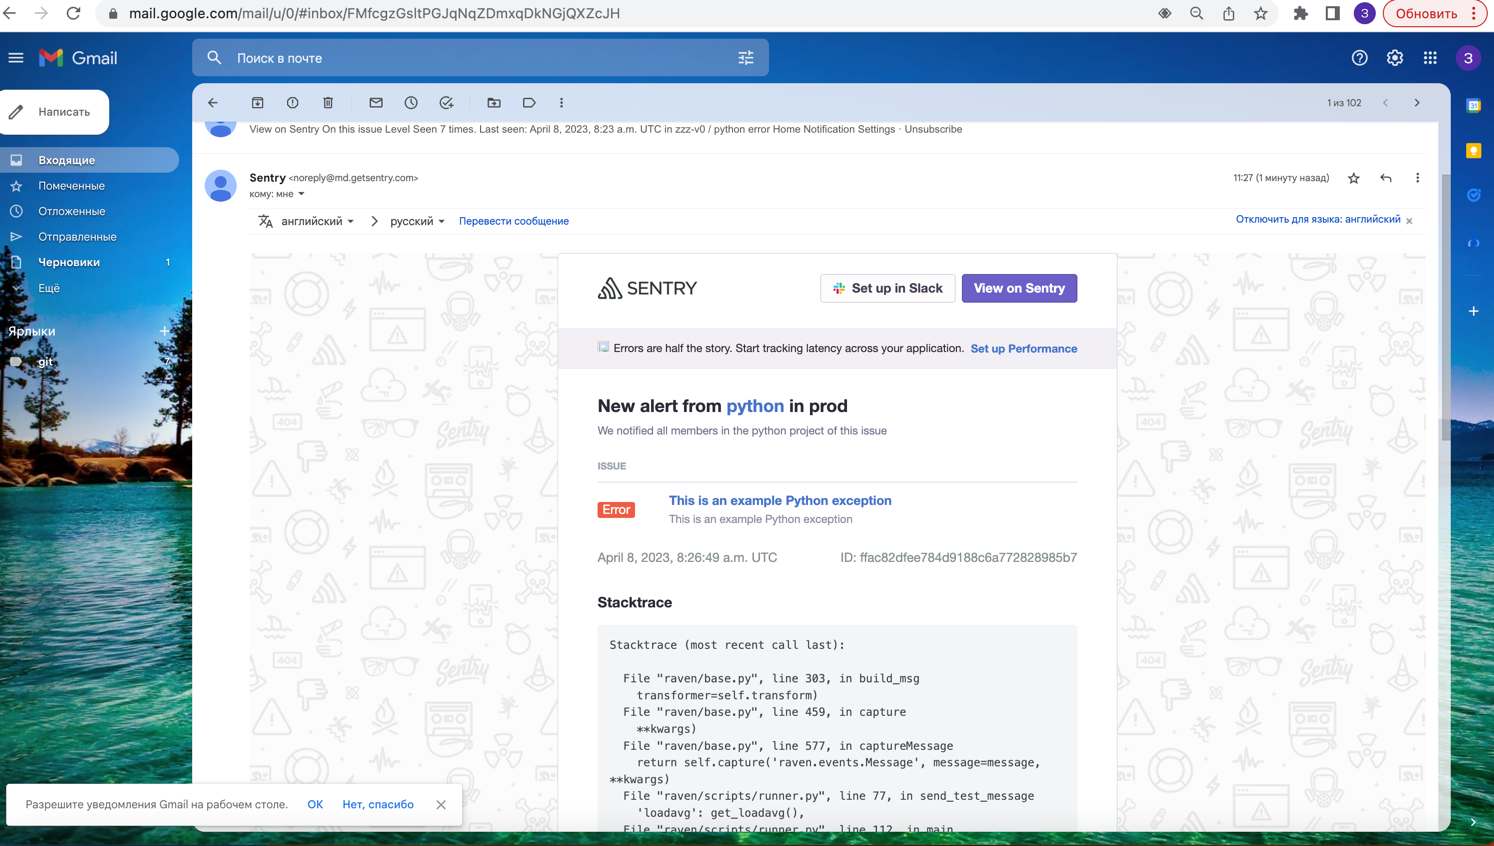 mail.google.com/mail/u/0/#inbox/FMfcgzGsltPGJqNqZDmxqDkNGjQXZcJH
З
Обновить
Gmail
Поиск в почте
З
Написать
1 из 102
View on Sentry On this issue Level Seen 7 times. Last seen: April 8, 2023, 8:23 a.m. UTC in zzz-v0 / python error Home Notification Settings · Unsubscribe
Входящие
Помеченные
Отложенные
Отправленные
Черновики 1
Ещё
Ярлыки
git
Sentry <noreply@md.getsentry.com>
11:27 (1 минуту назад)
кому: мне
английский > русский Перевести сообщение
Отключить для языка: английский ×
SENTRY
Set up in Slack
View on Sentry
Errors are half the story. Start tracking latency across your application. Set up Performance
New alert from python in prod
We notified all members in the python project of this issue
ISSUE
Error
This is an example Python exception
This is an example Python exception
April 8, 2023, 8:26:49 a.m. UTC ID: ffac82dfee784d9188c6a772828985b7
Stacktrace
Stacktrace (most recent call last):
File "raven/base.py", line 303, in build_msg
transformer=self.transform)
File "raven/base.py", line 459, in capture
**kwargs)
File "raven/base.py", line 577, in captureMessage
return self.capture('raven.events.Message', message=message,
**kwargs)
File "raven/scripts/runner.py", line 77, in send_test_message
'loadavg': get_loadavg(),
File "raven/scripts/runner.py", line 112, in main
Разрешите уведомления Gmail на рабочем столе. ОК Нет, спасибо
404
Sentry
404
Sentry
404
Sentry
404
Sentry
31